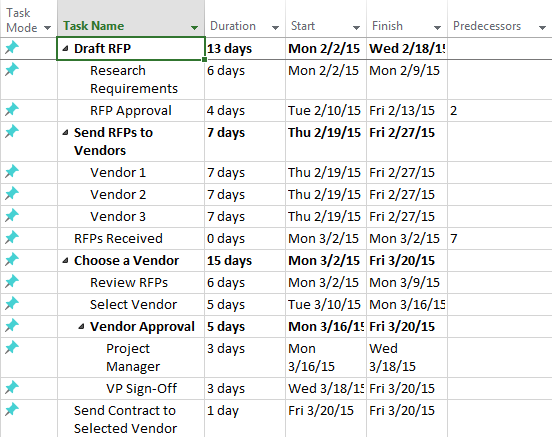 Task Mode Task Name Duration Start Finish Predecessors
Draft RFP 13 days Mon 2/2/15 Wed 2/18/15
Research Requirements 6 days Mon 2/2/15 Mon 2/9/15
RFP Approval 4 days Tue 2/10/15 Fri 2/13/15 2
Send RFPs to Vendors 7 days Thu 2/19/15 Fri 2/27/15
Vendor 1 7 days Thu 2/19/15 Fri 2/27/15
Vendor 2 7 days Thu 2/19/15 Fri 2/27/15
Vendor 3 7 days Thu 2/19/15 Fri 2/27/15
RFPs Received 0 days Mon 3/2/15 Mon 3/2/15 7
Choose a Vendor 15 days Mon 3/2/15 Fri 3/20/15
Review RFPs 6 days Mon 3/2/15 Mon 3/9/15
Select Vendor 5 days Tue 3/10/15 Mon 3/16/15
Vendor Approval 5 days Mon 3/16/15 Fri 3/20/15
Project Manager 3 days Mon 3/16/15 Wed 3/18/15
VP Sign-Off 3 days Wed 3/18/15 Fri 3/20/15
Send Contract to Selected Vendor 1 day Fri 3/20/15 Fri 3/20/15